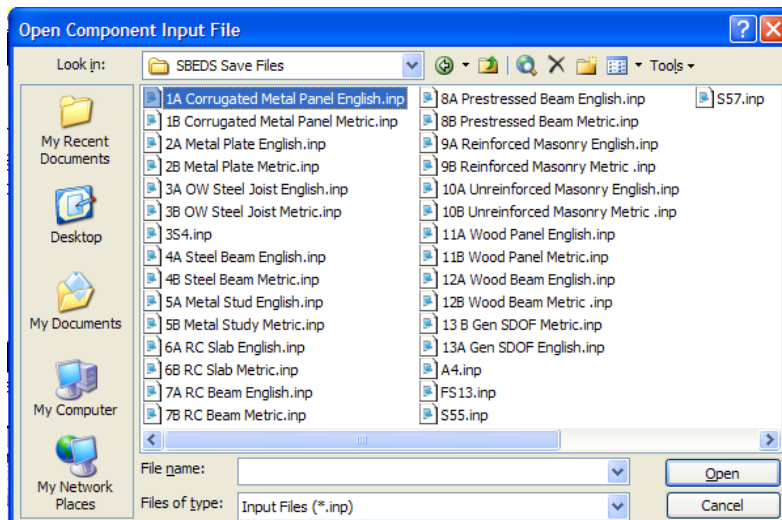 Open Component Input File
Look in:
SBEDS Save Files
Tools
My Recent
Documents
Desktop
My Documents
My Computer
My Network
Places
1A Corrugated Metal Panel English.inp
1B Corrugated Metal Panel Metric.inp
2A Metal Plate English.inp
2B Metal Plate Metric.inp
3A OW Steel Joist English.inp
3B OW Steel Joist Metric.inp
3S4.inp
4A Steel Beam English.inp
4B Steel Beam Metric.inp
5A Metal Stud English.inp
5B Metal Study Metric.inp
6A RC Slab English.inp
6B RC Slab Metric.inp
7A RC Beam English.inp
7B RC Beam Metric.inp
8A Prestressed Beam English.inp
8B Prestressed Beam Metric.inp
9A Reinforced Masonry English.inp
9B Reinforced Masonry Metric .inp
10A Unreinforced Masonry English.inp
10B Unreinforced Masonry Metric .inp
11A Wood Panel English.inp
11B Wood Panel Metric.inp
12A Wood Beam English.inp
12B Wood Beam Metric .inp
13 B Gen SDOF Metric.inp
13A Gen SDOF English.inp
A4.inp
FS13.inp
S55.inp
S57.inp
File name:
Open
Files of type:
Input Files (*.inp)
Cancel